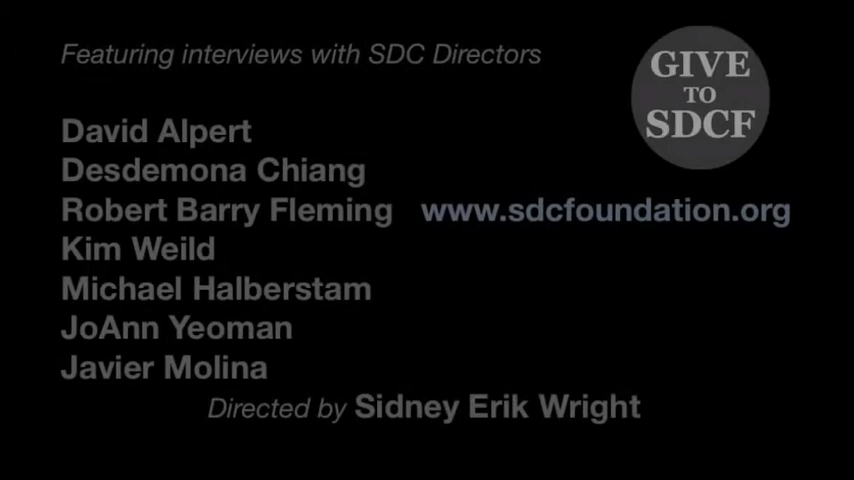 Featuring interviews with SDC Directors
GIVE
TO
SDCF
David Alpert
Desdemona Chiang
Robert Barry Fleming
www.sdcfoundation.org
Kim Weild
Michael Halberstam
JoAnn Yeoman
Javier Molina
Directed by Sidney Erik Wright